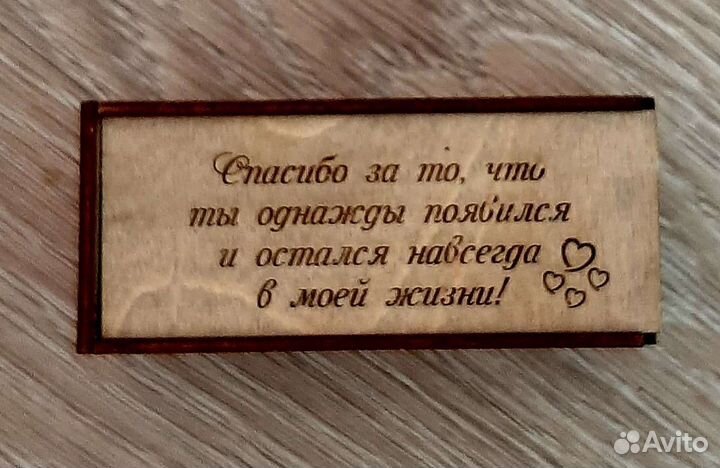 Спасибо за то, что
ты однажды появился
и остался навсегда
в моей жизни!
Avito